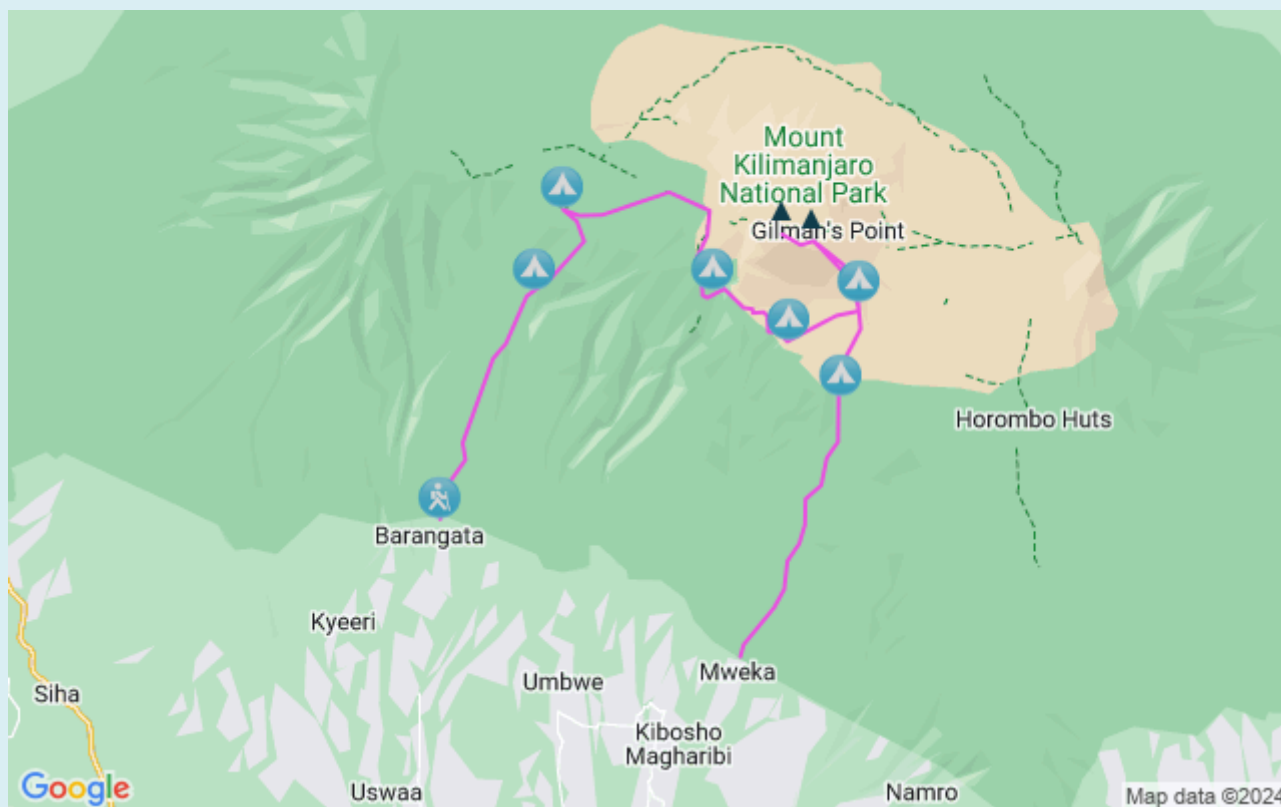 Mount
Kilimanjaro
National Park
Gilman's Point
Horombo Huts
Barangata
Kyeeri
Mweka
Umbwe
Siha
Kibosho
Magharibi
Google
Uswaa
Namro
Map data ©2024